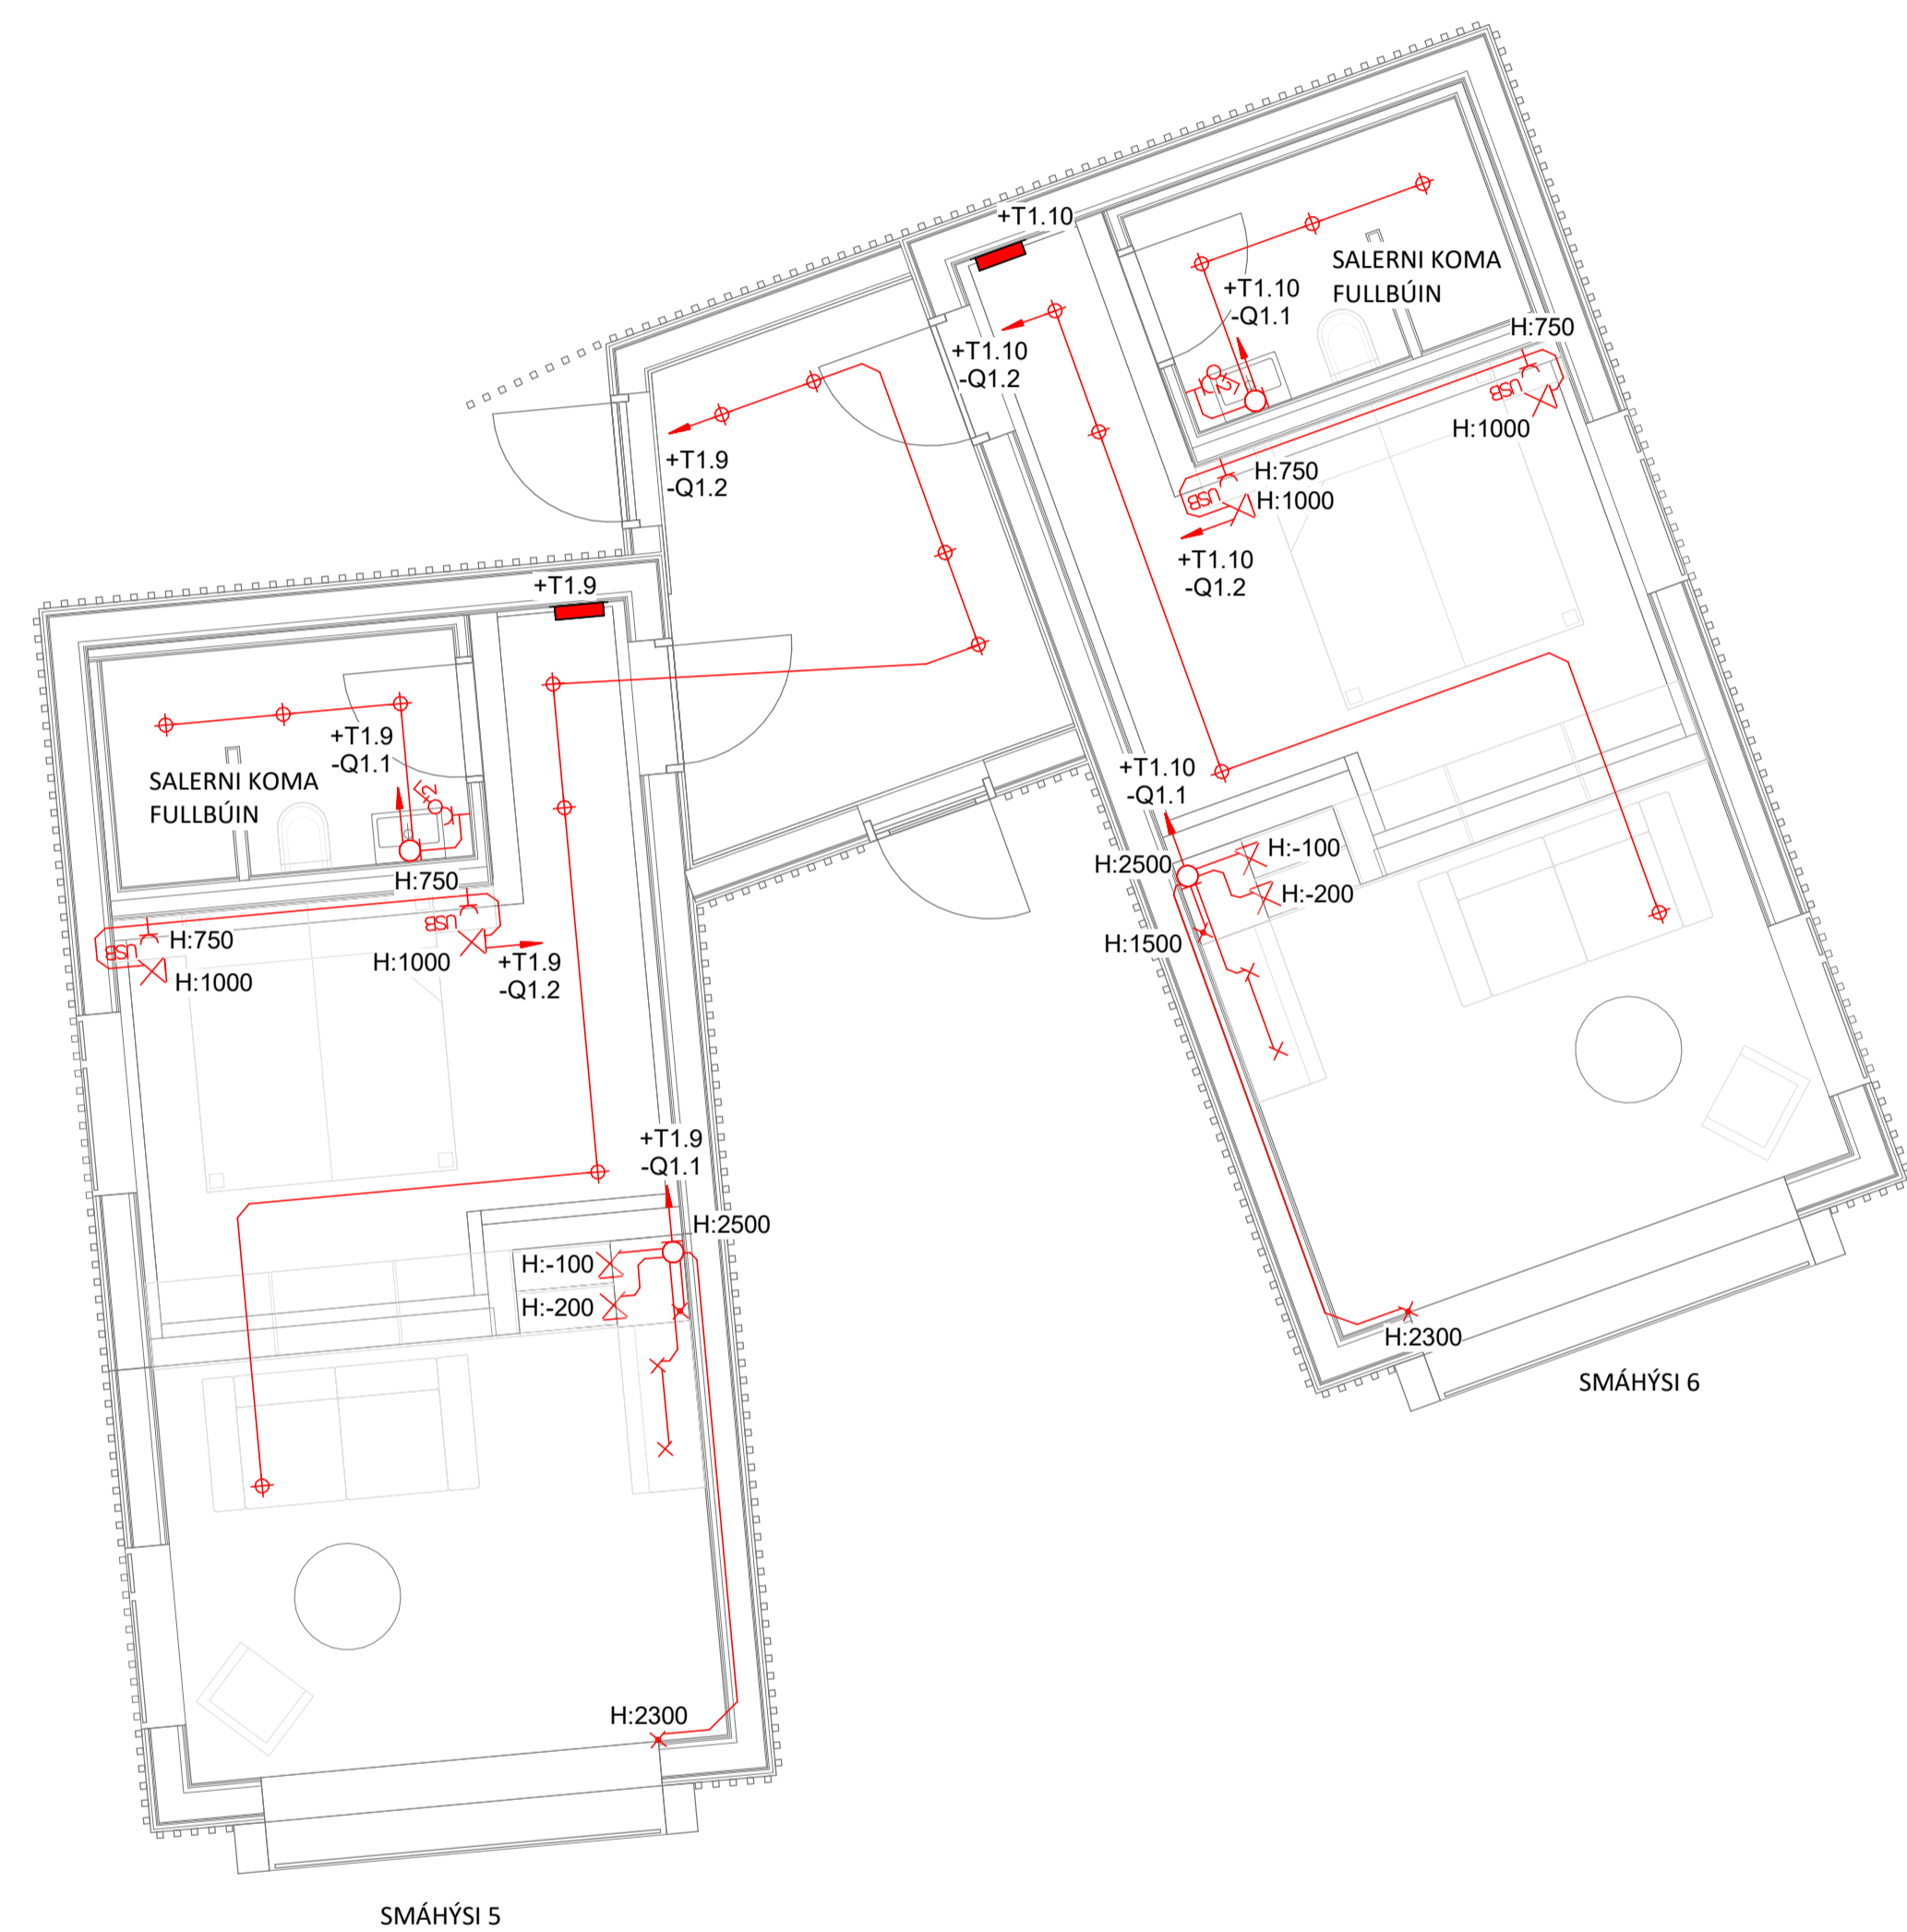 +T1.10
SALERNI KOMA
FULLBÚIN
+T1.10
-Q1.1
H:750
+T1.10
-Q1.2
USB
H:1000
+T1.9
-Q1.2
H:750
USB
H:1000
+T1.10
-Q1.2
+T1.9
+T1.9
-Q1.1
SALERNI KOMA
FULLBÚIN
+T1.10
-Q1.1
H:2500
H:-100
H:-200
H:1500
H:750
USB
H:750
USB
H:1000
H:1000
+T1.9
-Q1.2
+T1.9
-Q1.1
H:2500
H:-100
H:-200
H:2300
SMÁHÝSI 6
H:2300
SMÁHÝSI 5